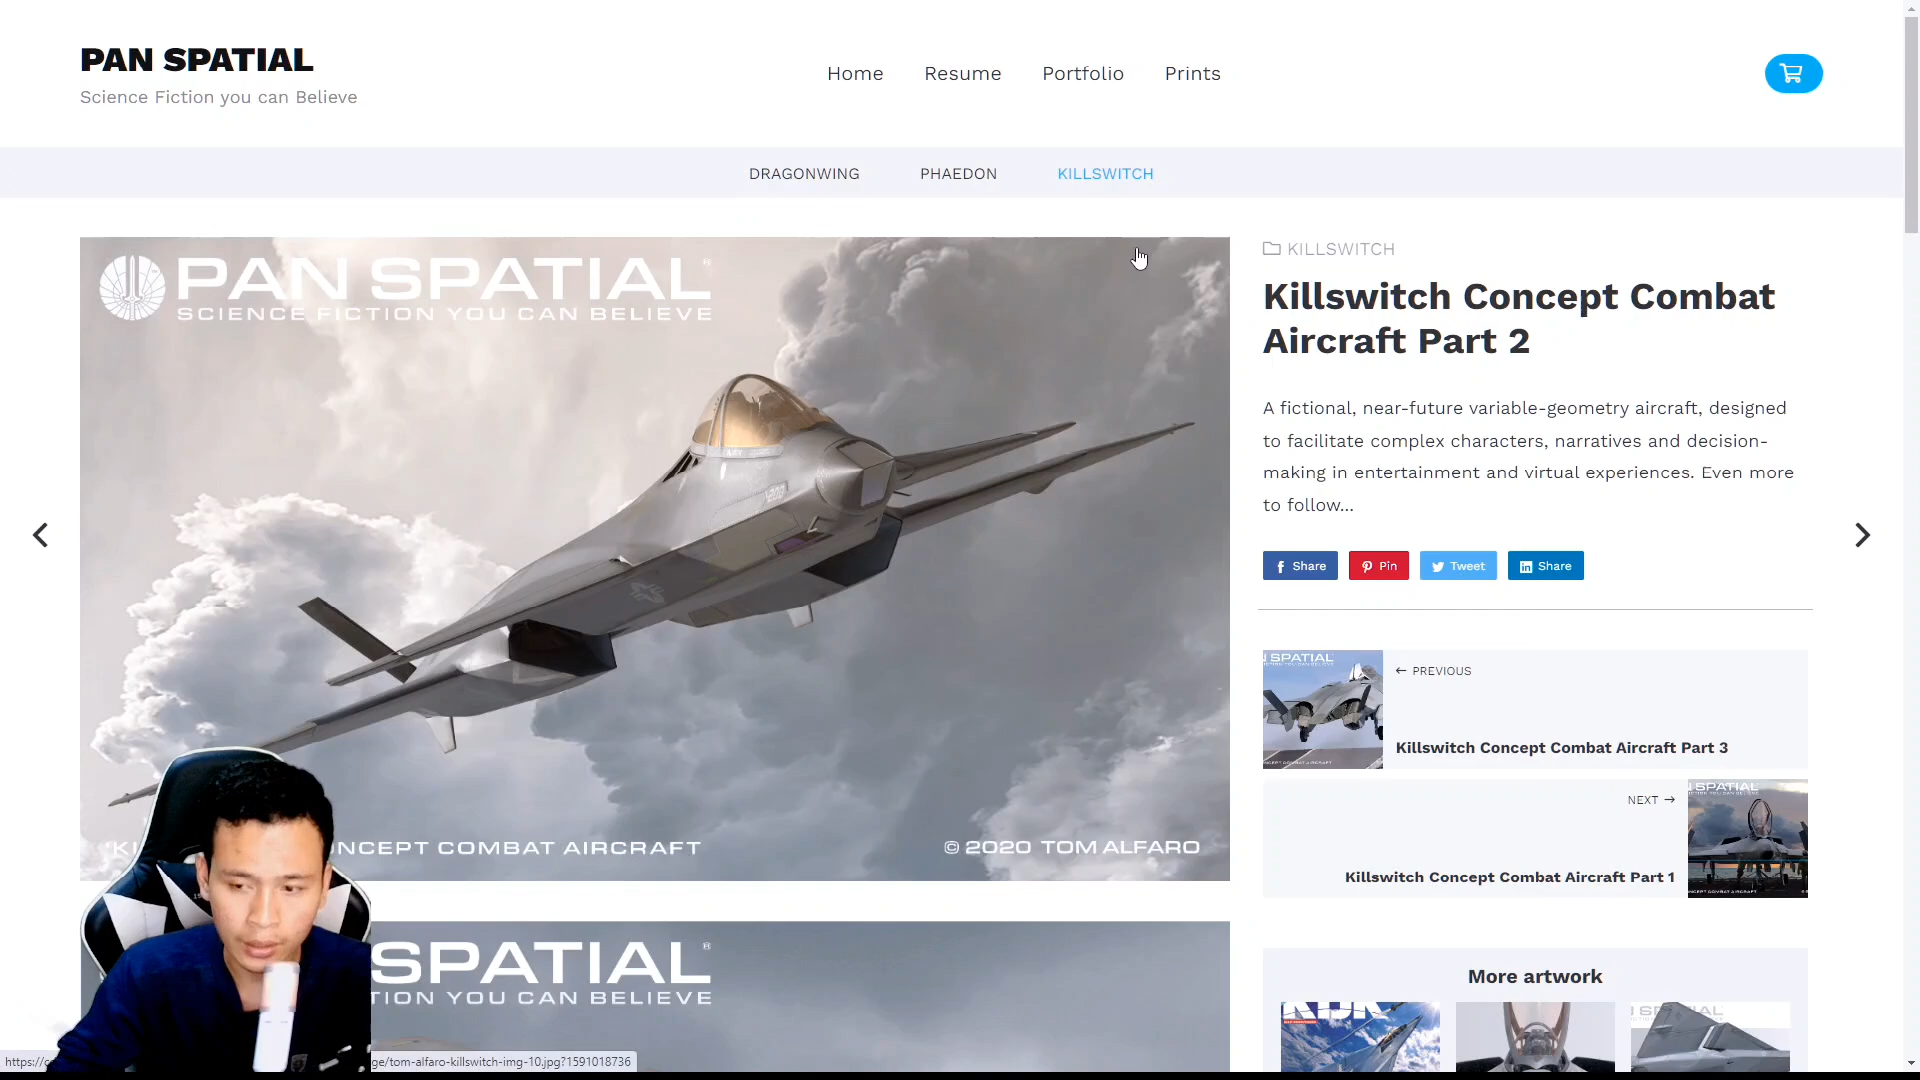 PAN SPATIAL
Science Fiction you can Believe
Home Resume Portfolio Prints
DRAGONWING PHAEDON KILLSWITCH
PAN SPATIAL®
SCIENCE FICTION YOU CAN BELIEVE
NCEPT COMBAT AIRCRAFT
© 2020 TOM ALFARO
SPATIAL®
TION YOU CAN BELIEVE
KILLSWITCH
Killswitch Concept Combat
Aircraft Part 2
A fictional, near-future variable-geometry aircraft, designed
to facilitate complex characters, narratives and decision-
making in entertainment and virtual experiences. Even more
to follow...
Share Pin Tweet Share
← PREVIOUS
Killswitch Concept Combat Aircraft Part 3
NEXT →
Killswitch Concept Combat Aircraft Part 1
More artwork
ge/tom-alfaro-killswitch-img-10.jpg?1591018736